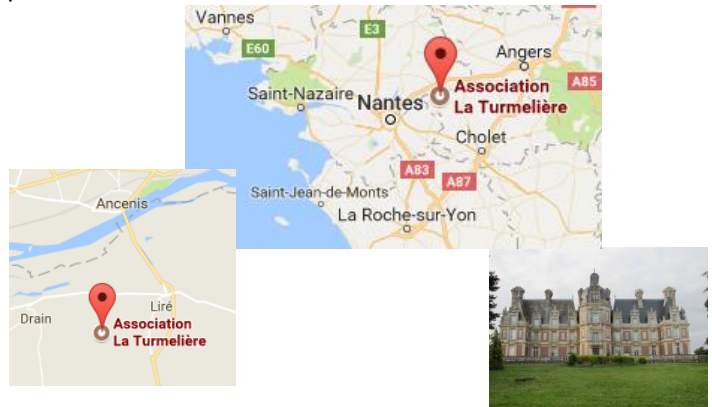 Vannes
E3
E60
Angers
Association
La Turmelière
A85
Saint-Nazaire
Nantes
Cholet
A83
A87
Saint-Jean-de-Monts
La Roche-sur-Yon
Ancenis
Liré
Drain
Association
La Turmelière